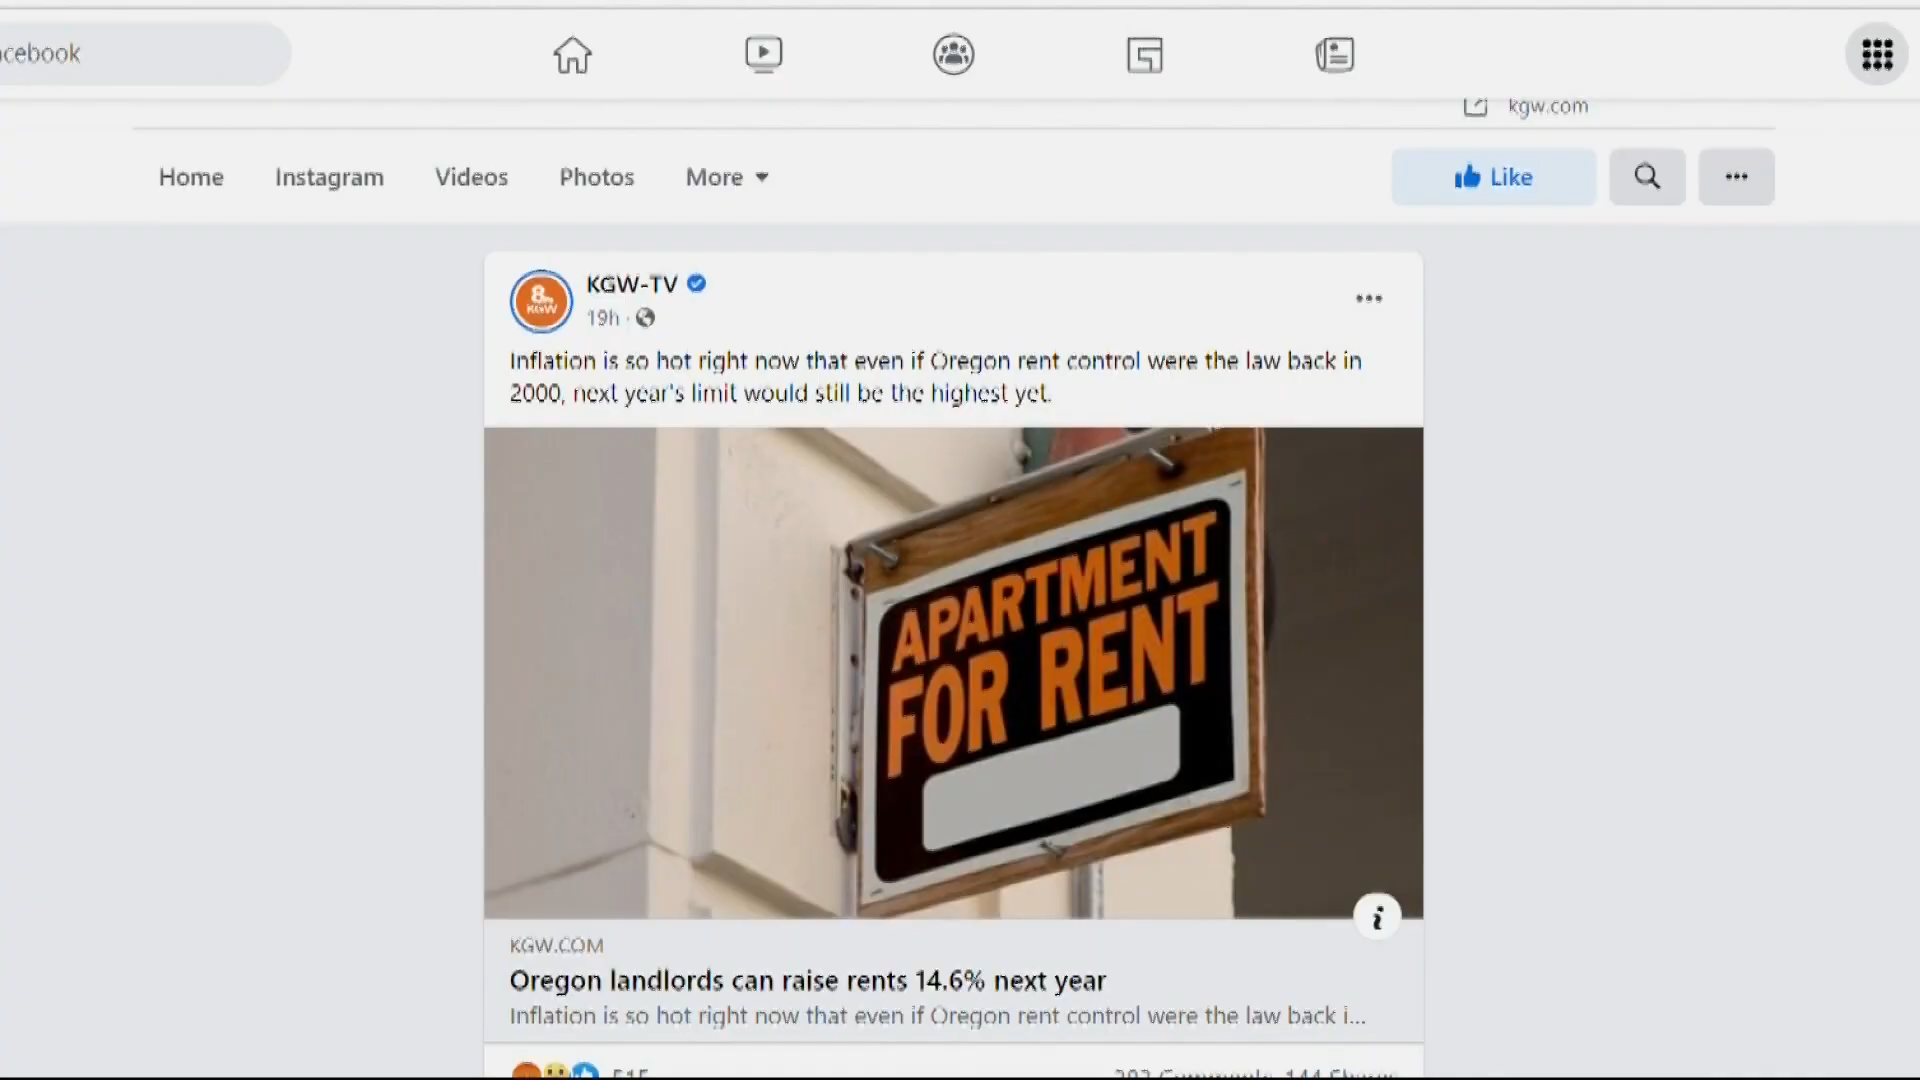 acebook
kgw.com
Home Instagram Videos Photos More
Like
KGW-TV
8
KGW
19h ·
Inflation is so hot right now that even if Oregon rent control were the law back in
2000, next year's limit would still be the highest yet.
APARTMENT
FOR RENT
KGW.COM
Oregon landlords can raise rents 14.6% next year
Inflation is so hot right now that even if Oregon rent control were the law back i...